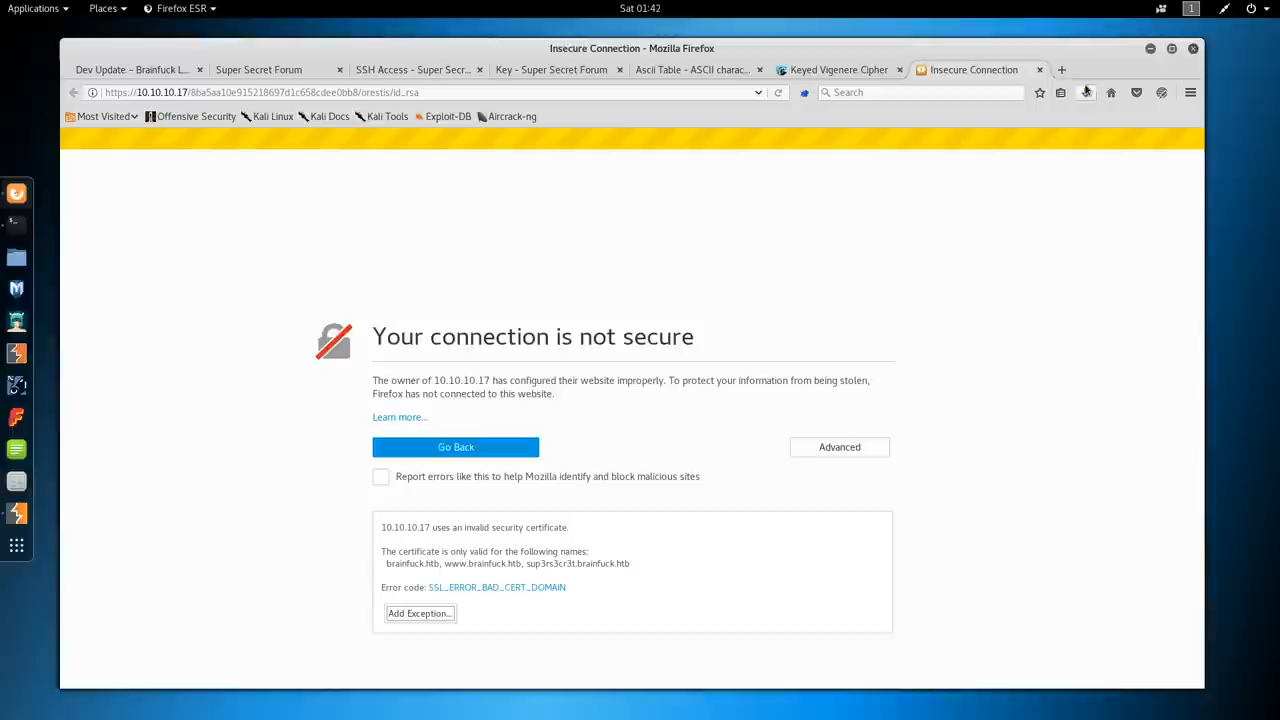 Applications Places Firefox ESR Sat 01:42 1
Insecure Connection - Mozilla Firefox
Dev Update – Brainfuck L... Super Secret Forum SSH Access - Super Secr... Key - Super Secret Forum Ascii Table - ASCII charac... Keyed Vigenere Cipher Insecure Connection
https://10.10.10.17/8ba5aa10e915218697d1c658cdee0bb8/orestis/id_rsa Search
Most Visited Offensive Security Kali Linux Kali Docs Kali Tools Exploit-DB Aircrack-ng
Your connection is not secure
The owner of 10.10.10.17 has configured their website improperly. To protect your information from being stolen,
Firefox has not connected to this website.
Learn more...
Go Back Advanced
Report errors like this to help Mozilla identify and block malicious sites
10.10.10.17 uses an invalid security certificate.
The certificate is only valid for the following names:
brainfuck.htb, www.brainfuck.htb, sup3rs3cr3t.brainfuck.htb
Error code: SSL_ERROR_BAD_CERT_DOMAIN
Add Exception...